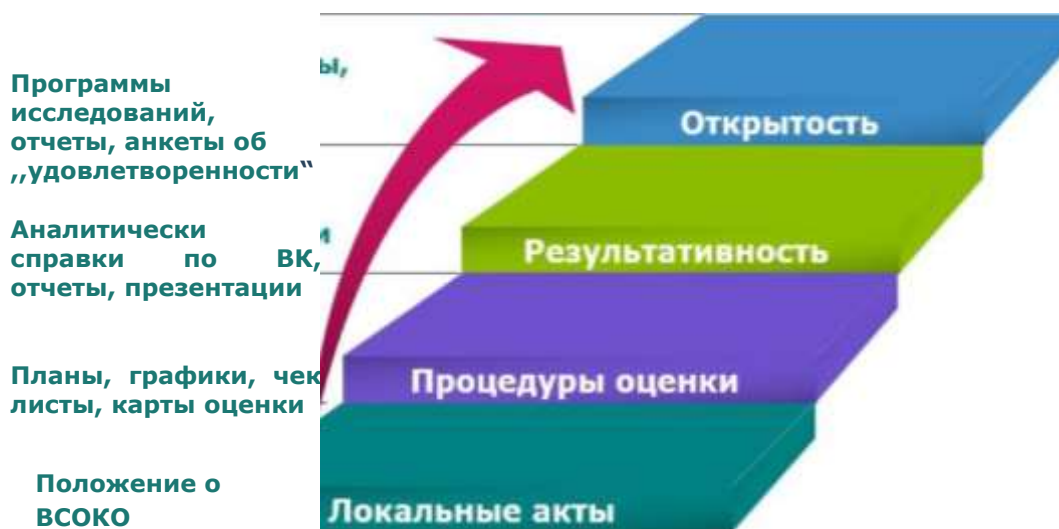 Программы
исследований,
отчеты, анкеты об
,,удовлетворенности“
ы,
Открытость
Аналитически
справки по ВК,
отчеты, презентации
и
Результативность
Планы, графики, чек
листы, карты оценки
Процедуры оценки
Положение о
ВСОКО
Локальные акты